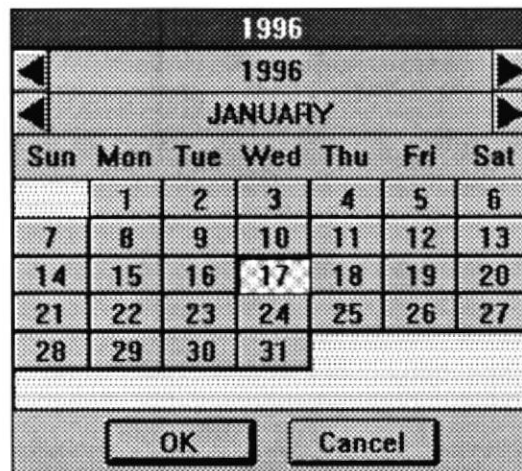 1996
1996
JANUARY
Sun Mon Tue Wed Thu Fri Sat
1 2 3 4 5 6
7 8 9 10 11 12 13
14 15 16 17 18 19 20
21 22 23 24 25 26 27
28 29 30 31
OK Cancel